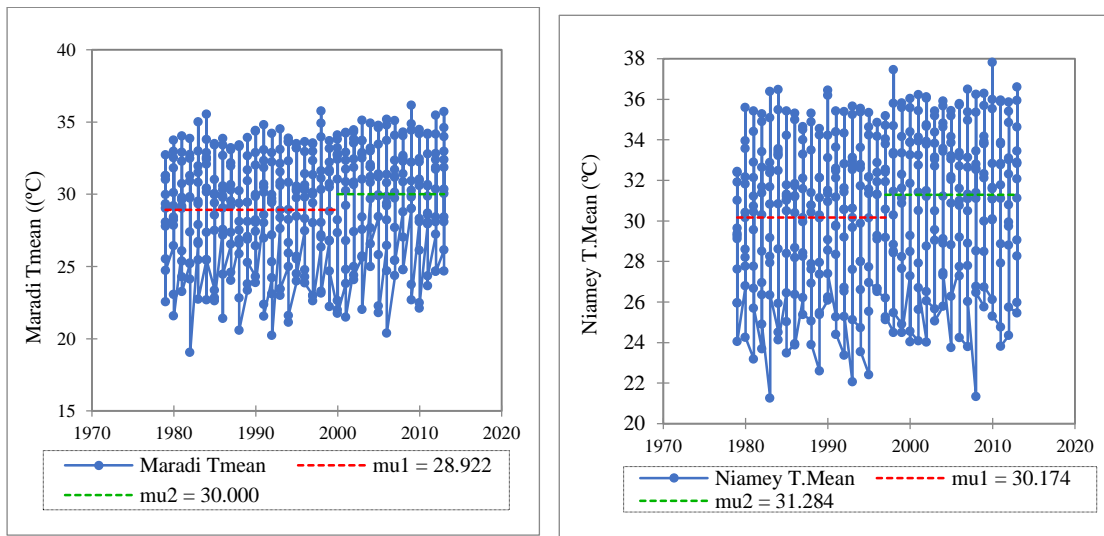 Maradi Tmean ((ºC)
40
35
30
25
20
15
1970 1980 1990 2000 2010 2020
Maradi Tmean mu1 = 28.922
mu2 = 30.000
Niamey T.Mean (ºC)
38
36
34
32
30
28
26
24
22
20
1970 1980 1990 2000 2010 2020
Niamey T.Mean mu1 = 30.174
mu2 = 31.284